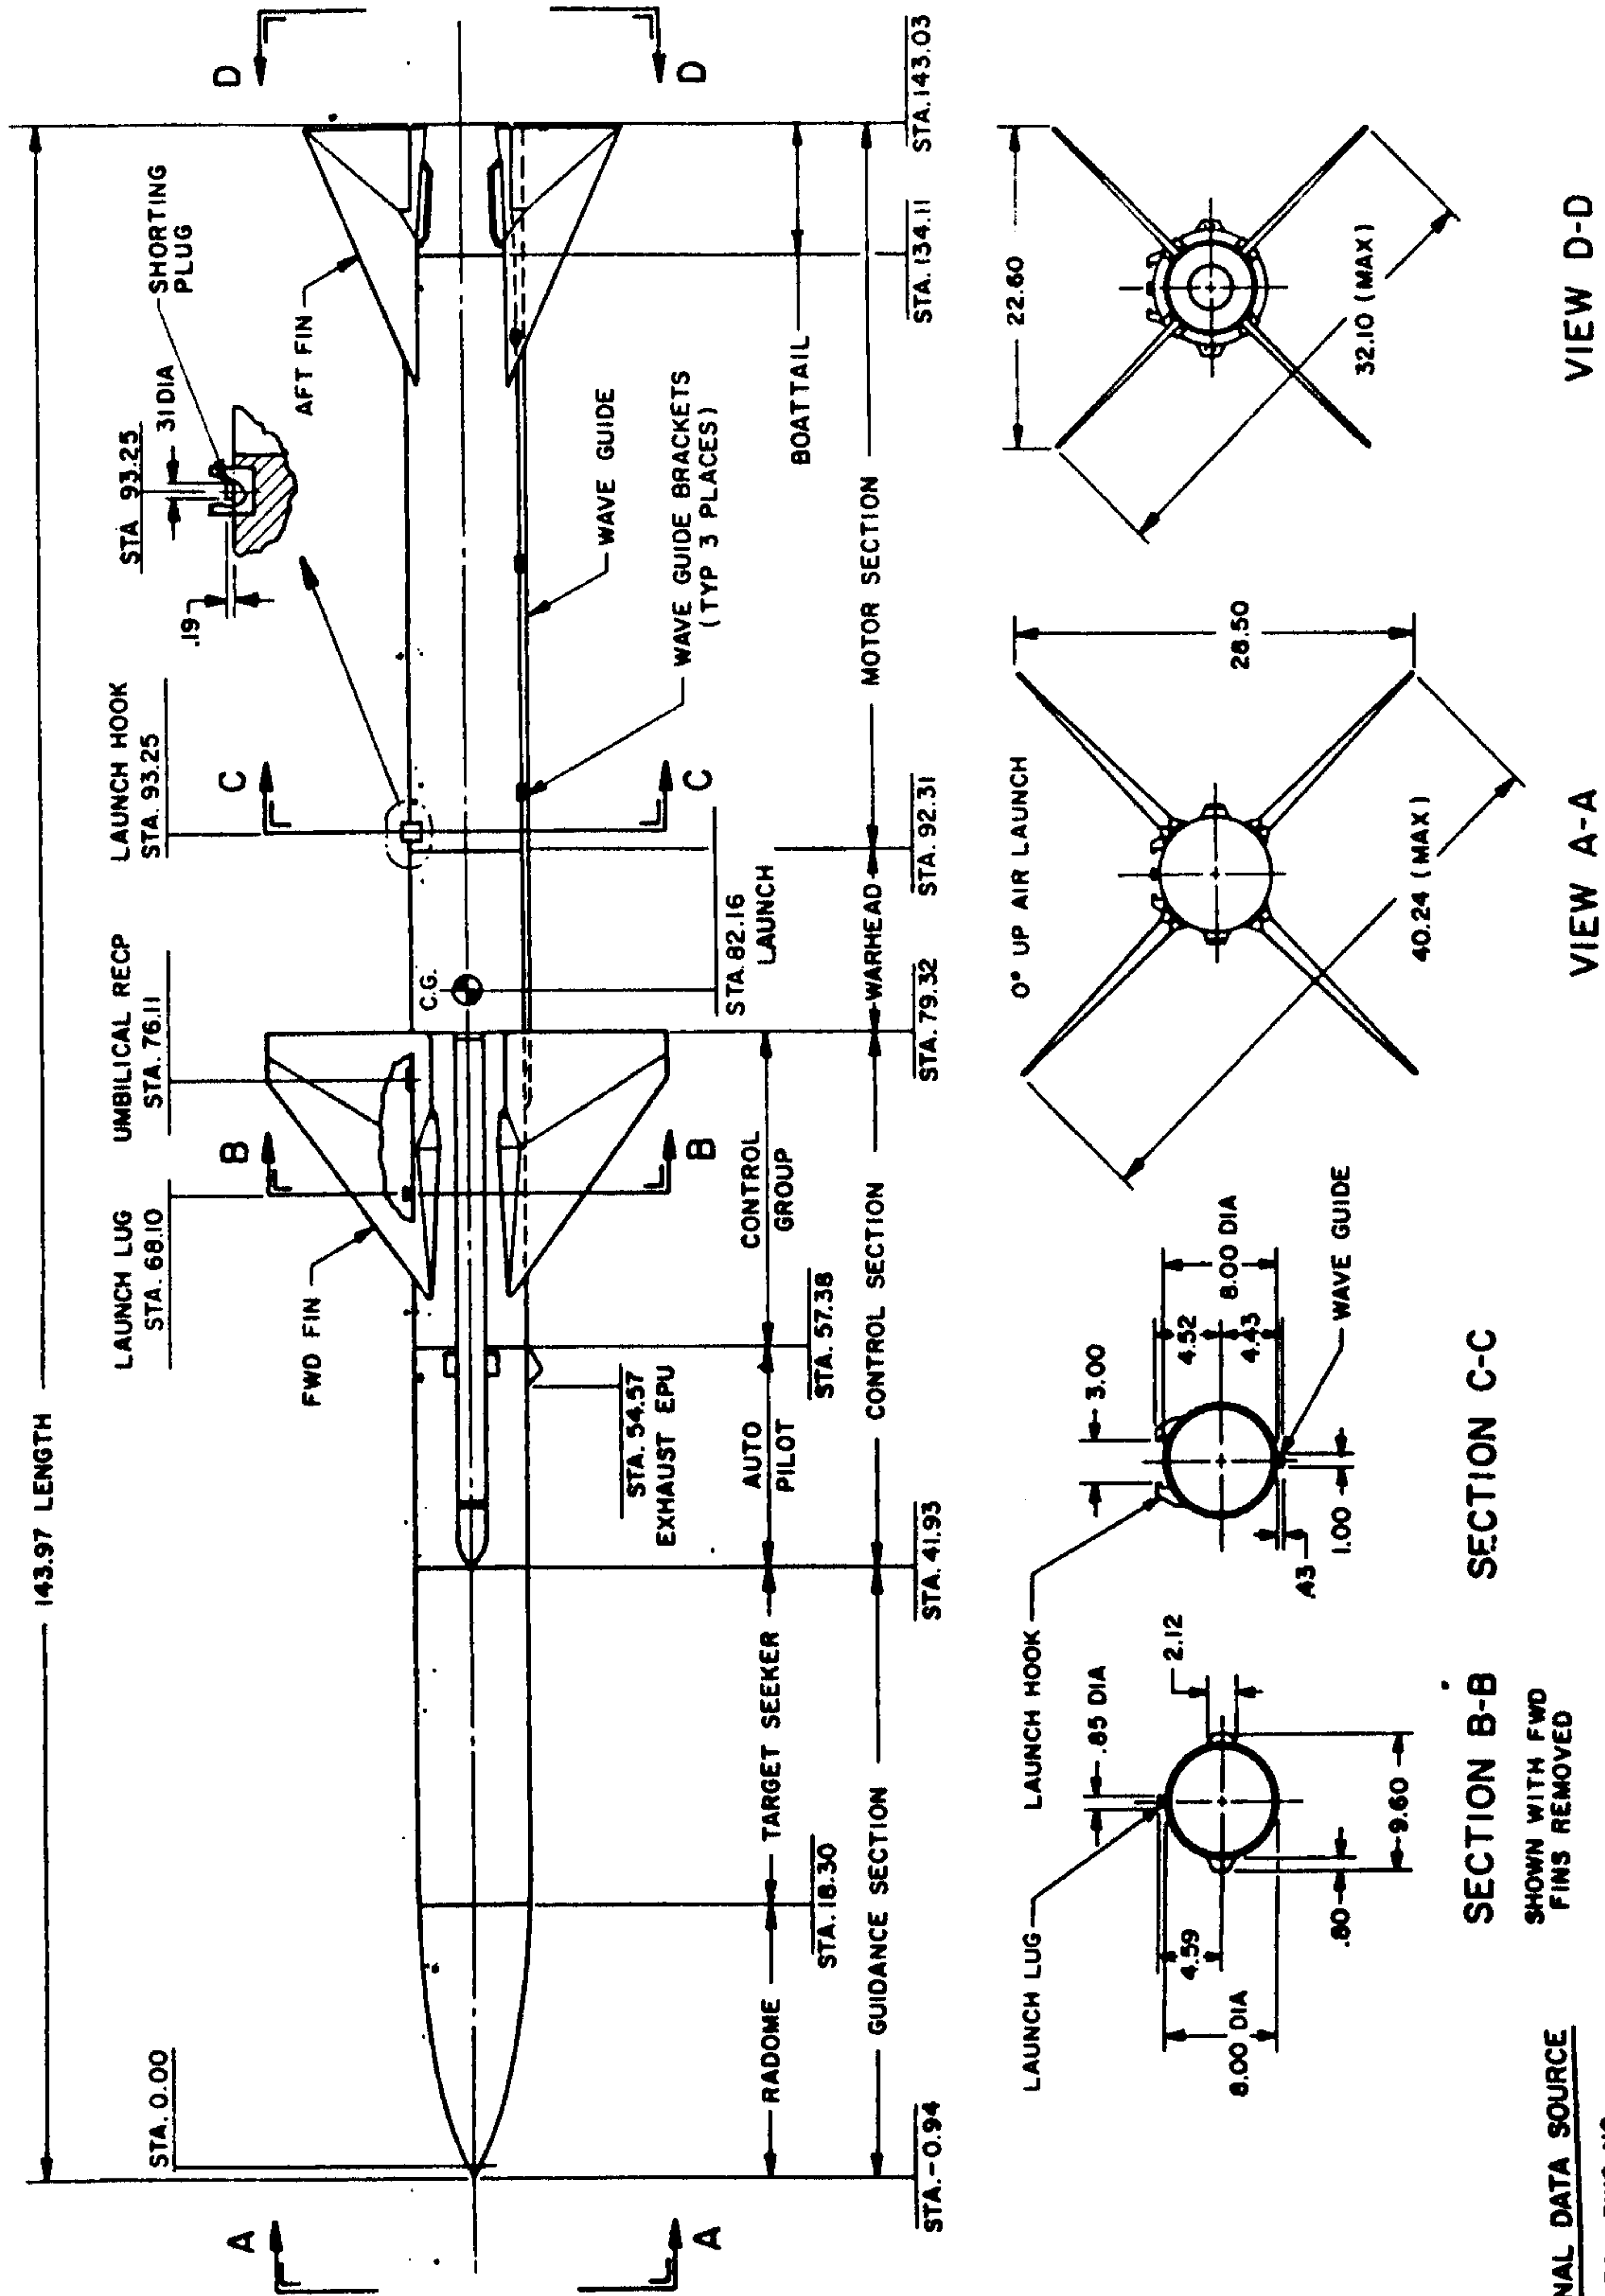 143.97 LENGTH
STA. 0.00
LAUNCH LUG
STA. 68.10
UMBILICAL RECP
STA. 76.11
LAUNCH HOOK
STA. 93.25
STA 93.25
.31 DIA
SHORTING
PLUG
.19
A
B
C
D
FWD FIN
AFT FIN
C.G.
A
B
C
D
STA. 54.57
EXHAUST EPU
STA. 82.16
LAUNCH
WAVE GUIDE
WAVE GUIDE BRACKETS
(TYP 3 PLACES)
RADOME
TARGET SEEKER
AUTO
PILOT
CONTROL
GROUP
BOATTAIL
STA. 18.30
STA. 57.38
GUIDANCE SECTION
CONTROL SECTION
WARHEAD
MOTOR SECTION
STA. -0.94
STA. 41.93
STA. 79.32
STA. 92.31
STA. 134.11
STA. 143.03
LAUNCH LUG
.85 DIA
2.12
4.59
8.00 DIA
.80
9.60
SECTION B-B
SHOWN WITH FWD
FINS REMOVED
LAUNCH HOOK
3.00
4.52
4.43
8.00 DIA
.43
1.00
WAVE GUIDE
SECTION C-C
0° UP AIR LAUNCH
28.50
40.24 (MAX)
VIEW A-A
22.60
32.10 (MAX)
VIEW D-D
NAL DATA SOURCE